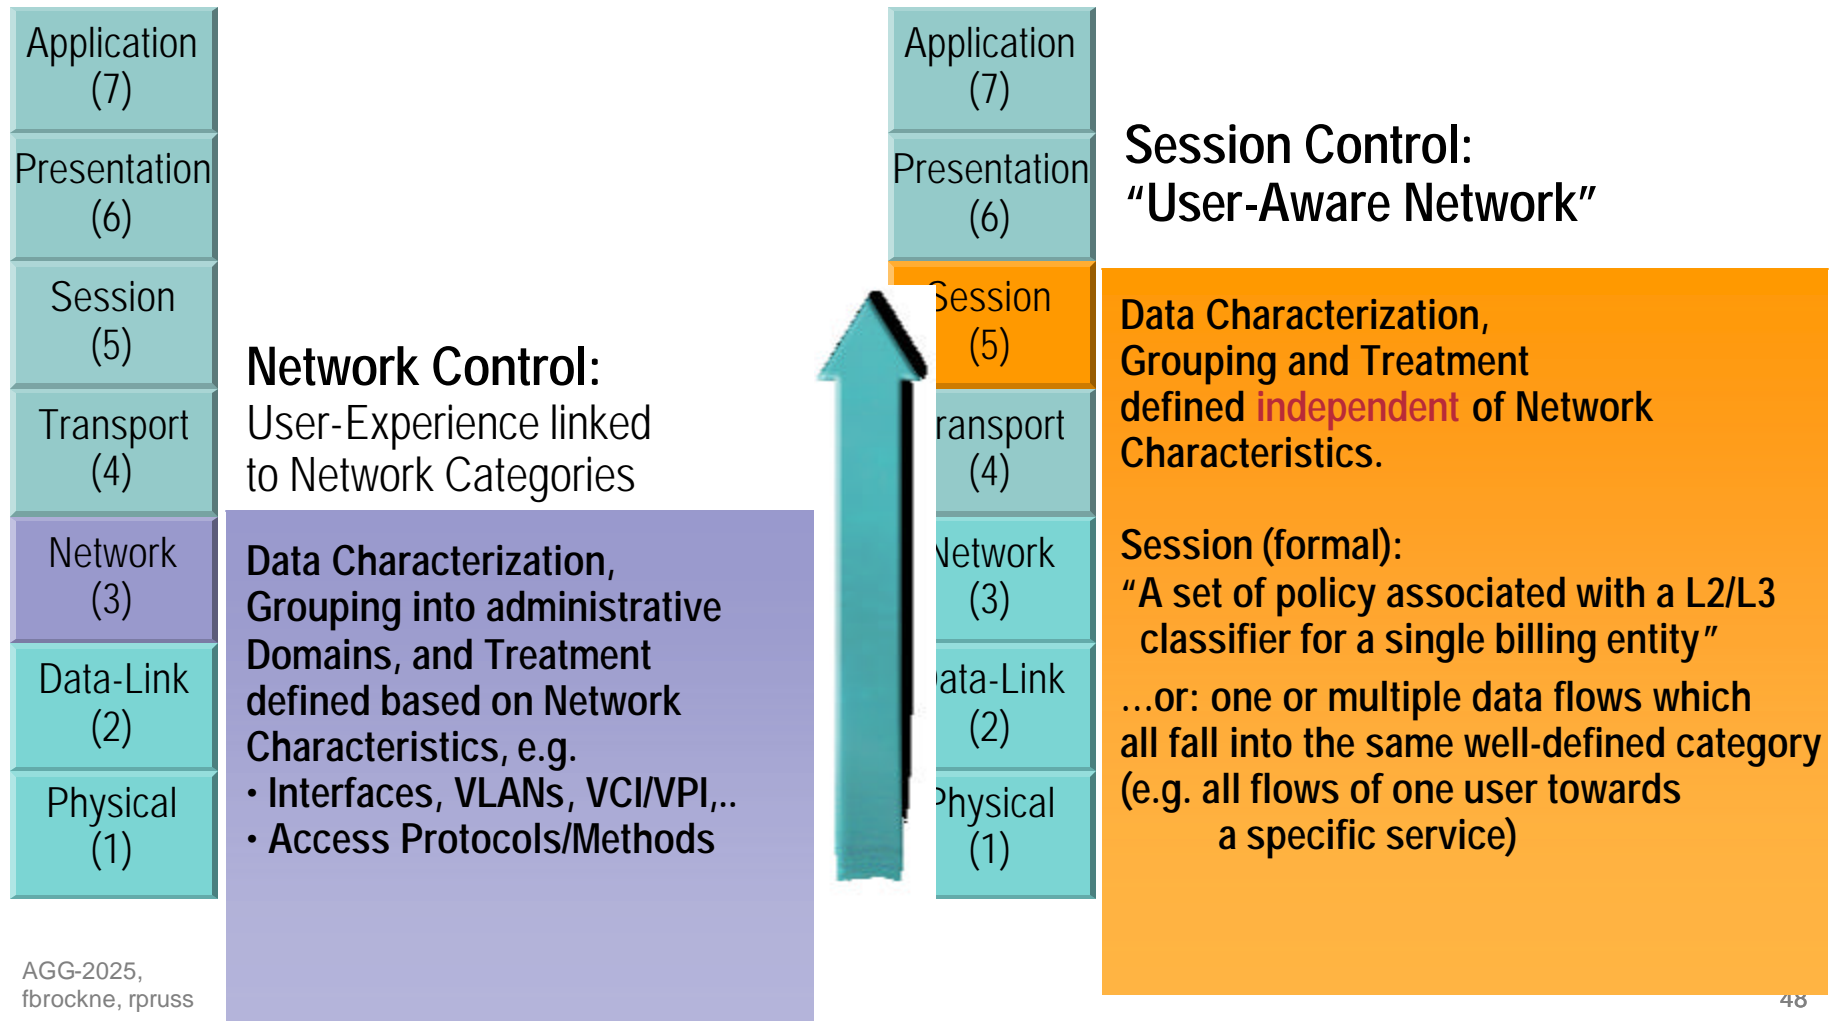 Application
(7)
Presentation
(6)
Session
(5)
Transport
(4)
Network
(3)
Data-Link
(2)
Physical
(1)
Network Control:
User-Experience linked
to Network Categories
Data Characterization,
Grouping into administrative
Domains, and Treatment
defined based on Network
Characteristics, e.g.
• Interfaces, VLANs, VCI/VPI,..
• Access Protocols/Methods
Application
(7)
Presentation
(6)
Session
(5)
ransport
(4)
Network
(3)
ata-Link
(2)
Physical
(1)
Session Control:
“User-Aware Network”
Data Characterization,
Grouping and Treatment
defined independent of Network
Characteristics.
Session (formal):
“A set of policy associated with a L2/L3
classifier for a single billing entity”
...or: one or multiple data flows which
all fall into the same well-defined category
(e.g. all flows of one user towards
a specific service)
AGG-2025,
fbrockne, rpruss
48